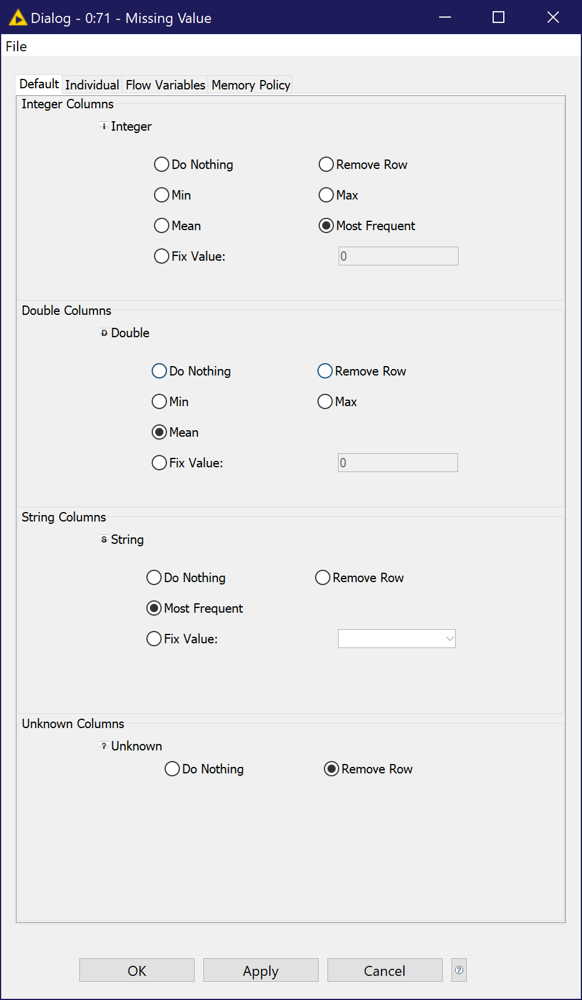 Dialog - 0:71 - Missing Value
File
Default Individual Flow Variables Memory Policy
Integer Columns
I Integer
Do Nothing Remove Row
Min Max
Mean Most Frequent
Fix Value: 0
Double Columns
D Double
Do Nothing Remove Row
Min Max
Mean
Fix Value: 0
String Columns
S String
Do Nothing Remove Row
Most Frequent
Fix Value:
Unknown Columns
? Unknown
Do Nothing Remove Row
OK Apply Cancel ?